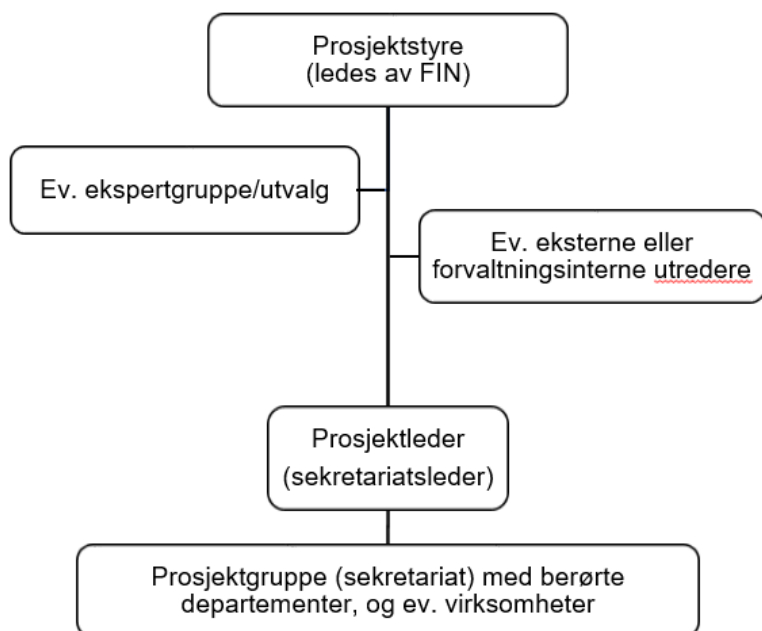 Prosjektstyre
(ledes av FIN)
Ev. ekspertgruppe/utvalg
Ev. eksterne eller
forvaltningsinterne utredere
Prosjektleder
(sekretariatsleder)
Prosjektgruppe (sekretariat) med berørte
departementer, og ev. virksomheter